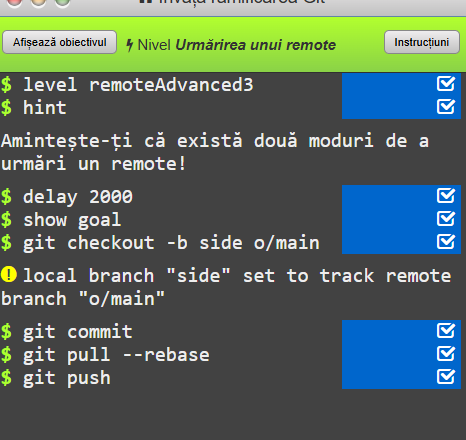 Învață ramificarea Git
Afișează obiectivul
Nivel Urmărirea unui remote
Instrucțiuni
$ level remoteAdvanced3
$ hint
Amintește-ți că există două moduri de a
urmări un remote!
$ delay 2000
$ show goal
$ git checkout -b side o/main
local branch "side" set to track remote
branch "o/main"
$ git commit
$ git pull --rebase
$ git push